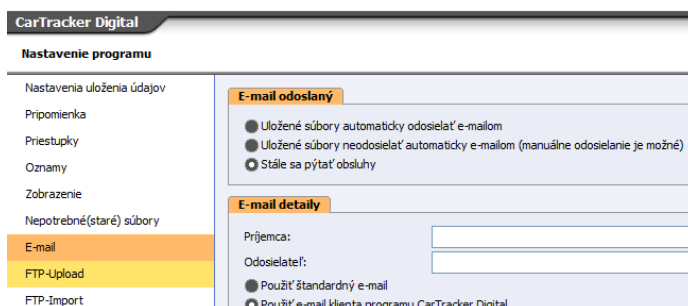 CarTracker Digital
Nastavenie programu
Nastavenia uloženia údajov
Pripomienka
Priestupky
Oznamy
Zobrazenie
Nepotrebné(staré) súbory
E-mail
FTP-Upload
FTP-Import
E-mail odoslaný
Uložené súbory automaticky odosielať e-mailom
Uložené súbory neodosielať automaticky e-mailom (manuálne odosielanie je možné)
Stále sa pýtať obsluhy
E-mail detaily
Príjemca:
Odosielateľ:
Použiť štandardný e-mail
Použiť e-mail klienta programu CarTracker Digital